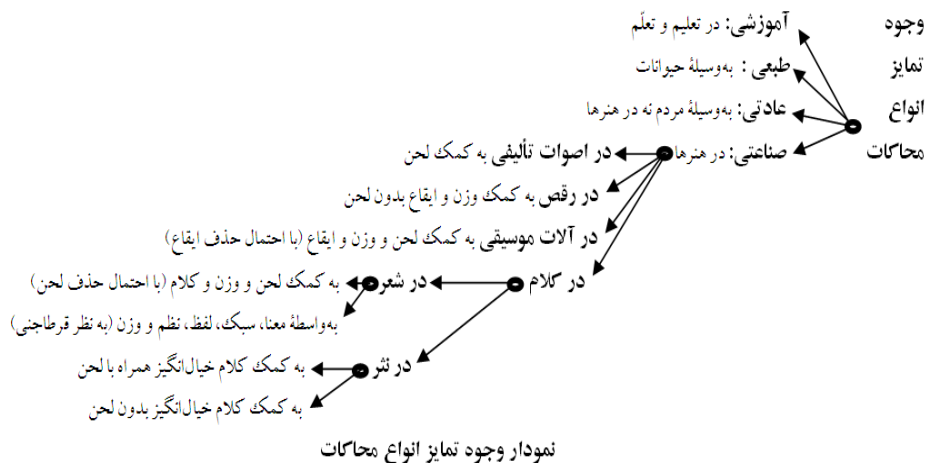 وجوه آموزشی: در تعلیم و تعلّم
تمایز طبعی : به‌وسیلهٔ حیوانات
انواع عادتی: به‌وسیلهٔ مردم نه در هنرها
محاکات صناعتی: در هنرها در اصوات تألیفی به کمک لحن
در رقص به کمک وزن و ایقاع بدون لحن
در آلات موسیقی به کمک لحن و وزن و ایقاع (با احتمال حذف ایقاع)
در کلام در شعر به کمک لحن و وزن و کلام (با احتمال حذف لحن)
به‌واسطهٔ معنا، سبک، لفظ، نظم و وزن (به نظر قرطاجنی)
در نثر به کمک کلام خیال‌انگیز همراه با لحن
به کمک کلام خیال‌انگیز بدون لحن
نمودار وجوه تمایز انواع محاکات